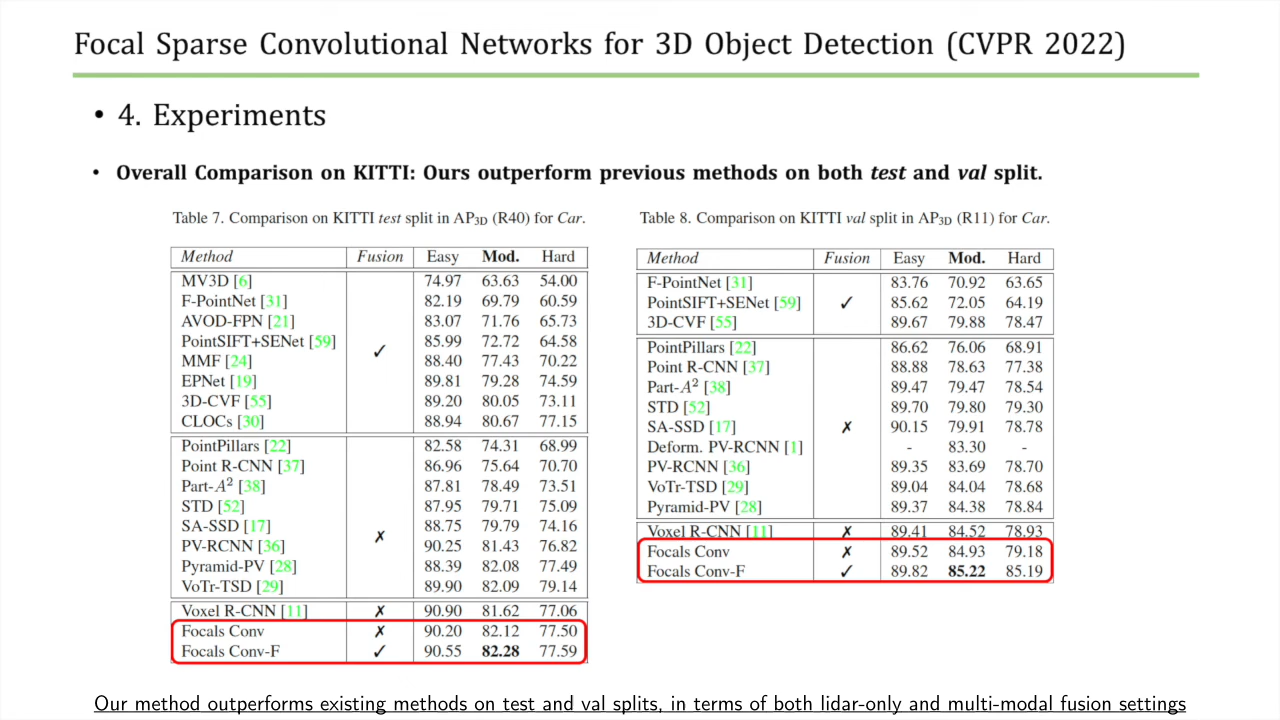 Focal Sparse Convolutional Networks for 3D Object Detection (CVPR 2022)
• 4. Experiments
• Overall Comparison on KITTI: Ours outperform previous methods on both test and val split.
Table 7. Comparison on KITTI test split in AP3D (R40) for Car.
Method Fusion Easy Mod. Hard
MV3D [6] 74.97 63.63 54.00
F-PointNet [31] 82.19 69.79 60.59
AVOD-FPN [21] 83.07 71.76 65.73
PointSIFT+SENet [59] 85.99 72.72 64.58
✓
MMF [24] 88.40 77.43 70.22
EPNet [19] 89.81 79.28 74.59
3D-CVF [55] 89.20 80.05 73.11
CLOCs [30] 88.94 80.67 77.15
PointPillars [22] 82.58 74.31 68.99
Point R-CNN [37] 86.96 75.64 70.70
Part-A² [38] 87.81 78.49 73.51
STD [52] 87.95 79.71 75.09
SA-SSD [17] 88.75 79.79 74.16
✗
PV-RCNN [36] 90.25 81.43 76.82
Pyramid-PV [28] 88.39 82.08 77.49
VoTr-TSD [29] 89.90 82.09 79.14
Voxel R-CNN [11] ✗ 90.90 81.62 77.06
Focals Conv ✗ 90.20 82.12 77.50
Focals Conv-F ✓ 90.55 82.28 77.59
Table 8. Comparison on KITTI val split in AP3D (R11) for Car.
Method Fusion Easy Mod. Hard
F-PointNet [31] 83.76 70.92 63.65
PointSIFT+SENet [59] ✓ 85.62 72.05 64.19
3D-CVF [55] 89.67 79.88 78.47
PointPillars [22] 86.62 76.06 68.91
Point R-CNN [37] 88.88 78.63 77.38
Part-A² [38] 89.47 79.47 78.54
STD [52] 89.70 79.80 79.30
SA-SSD [17] ✗ 90.15 79.91 78.78
Deform. PV-RCNN [1] - 83.30 -
PV-RCNN [36] 89.35 83.69 78.70
VoTr-TSD [29] 89.04 84.04 78.68
Pyramid-PV [28] 89.37 84.38 78.84
Voxel R-CNN [11] ✗ 89.41 84.52 78.93
Focals Conv ✗ 89.52 84.93 79.18
Focals Conv-F ✓ 89.82 85.22 85.19
Our method outperforms existing methods on test and val splits, in terms of both lidar-only and multi-modal fusion settings